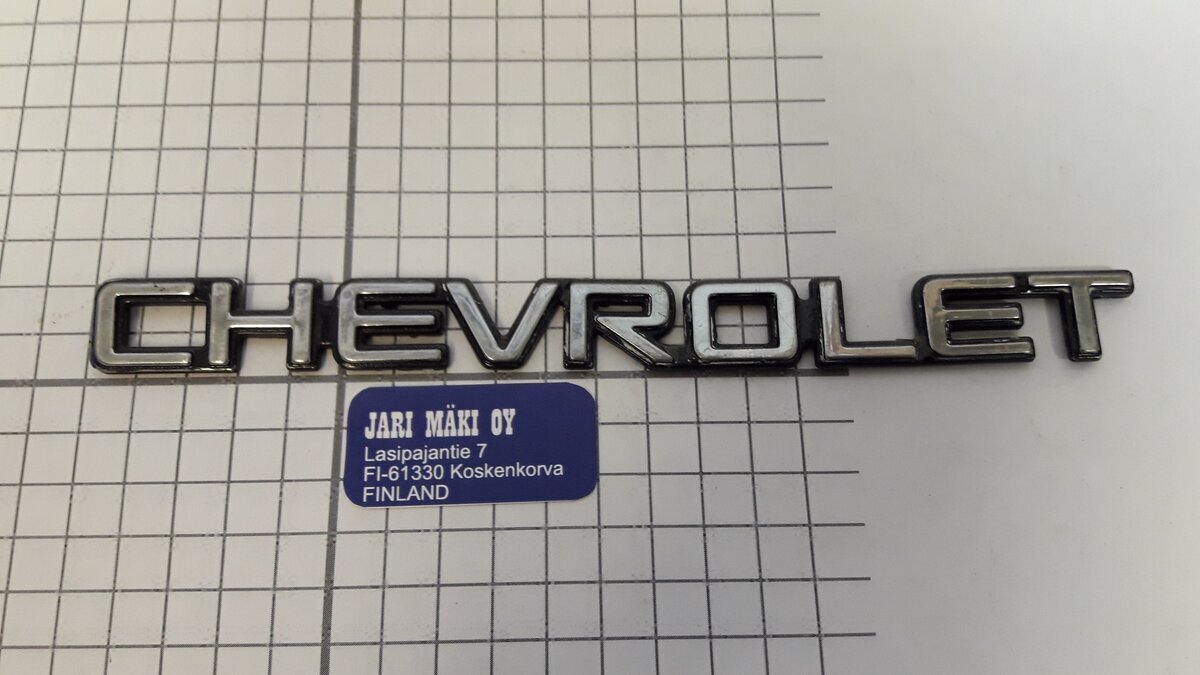 CHEVROLET
JARI MÄKI OY
Lasipajantie 7
FI-61330 Koskenkorva
FINLAND